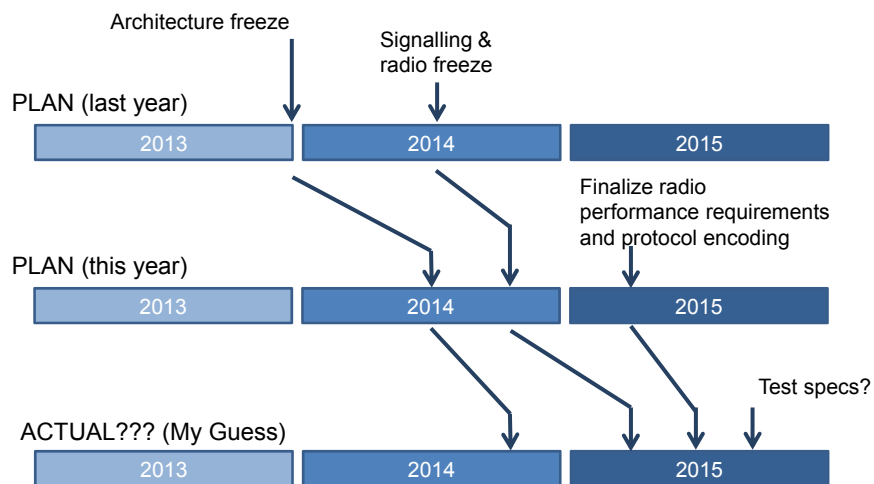 Architecture freeze
Signalling &
radio freeze
PLAN (last year)
2013
2014
2015
Finalize radio
performance requirements
and protocol encoding
PLAN (this year)
2013
2014
2015
Test specs?
ACTUAL??? (My Guess)
2013
2014
2015